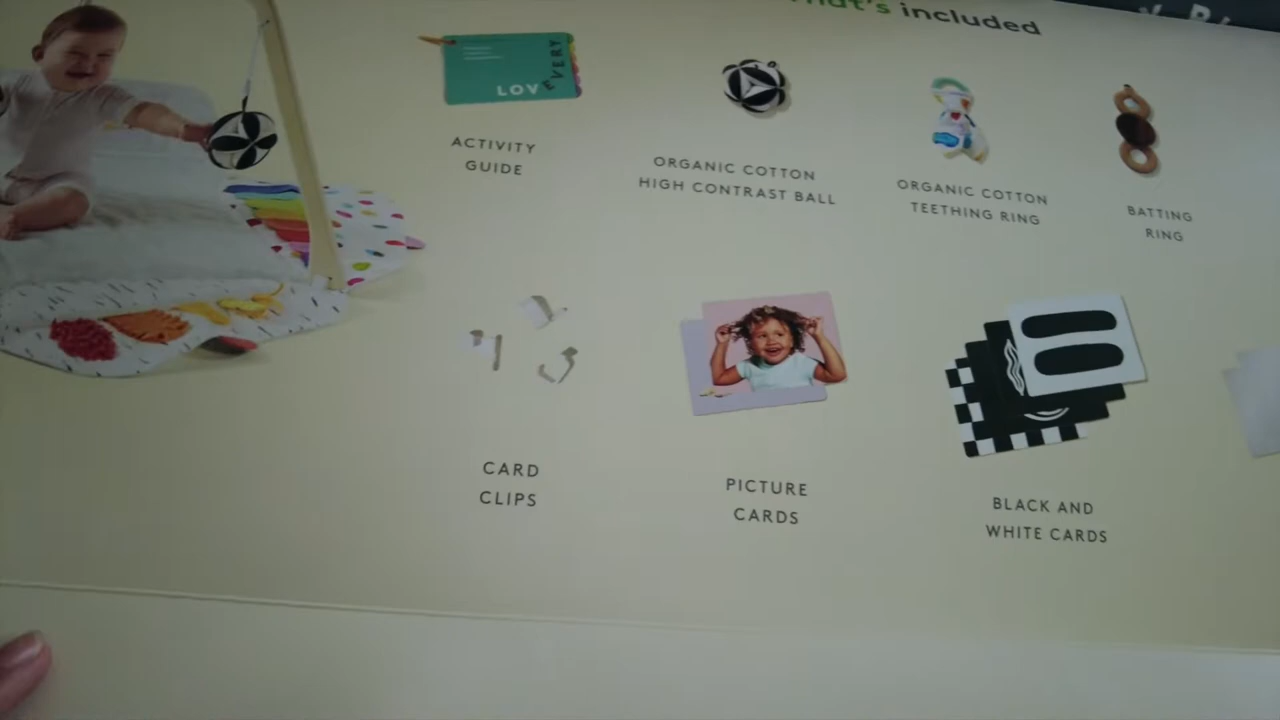 what's included
LOVEVERY
ACTIVITY
GUIDE
ORGANIC COTTON
HIGH CONTRAST BALL
ORGANIC COTTON
TEETHING RING
BATTING
RING
CARD
CLIPS
PICTURE
CARDS
BLACK AND
WHITE CARDS